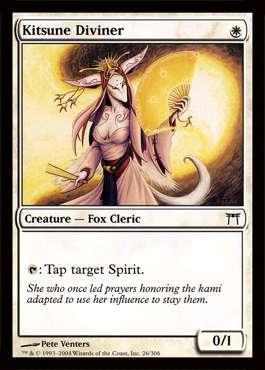 Kitsune Diviner
Creature — Fox Cleric
: Tap target Spirit.
She who once led prayers honoring the kami
adapted to use her influence to stay them.
Pete Venters
™ & © 1993–2004 Wizards of the Coast, Inc. 26/306
0/1